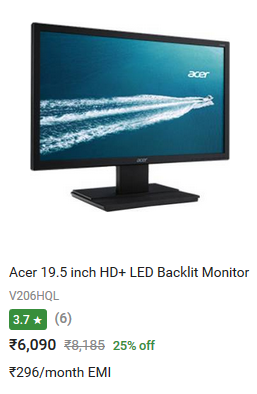 acer
acer
Acer 19.5 inch HD+ LED Backlit Monitor
V206HQL
3.7 ★ (6)
₹6,090 ₹8,185 25% off
₹296/month EMI